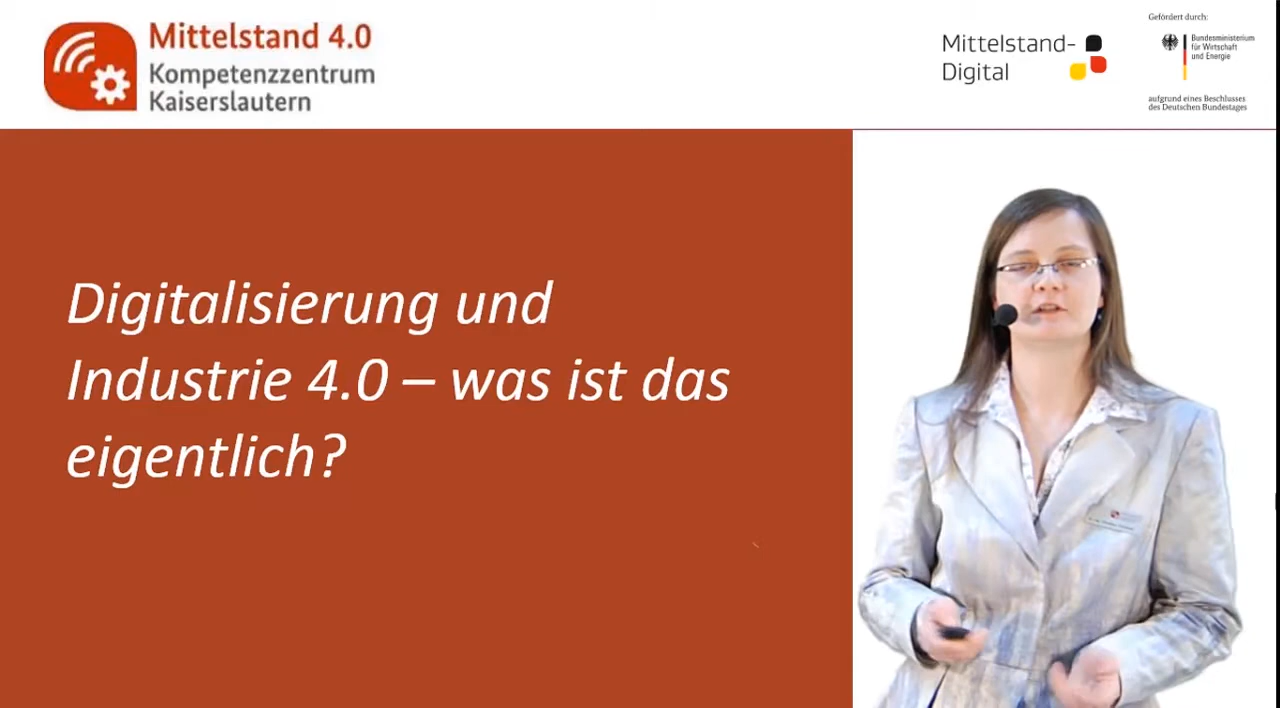 Mittelstand 4.0
Kompetenzzentrum
Kaiserslautern
Mittelstand-
Digital
Gefördert durch:
Bundesministerium
für Wirtschaft
und Energie
aufgrund eines Beschlusses
des Deutschen Bundestages
Digitalisierung und
Industrie 4.0 – was ist das
eigentlich?